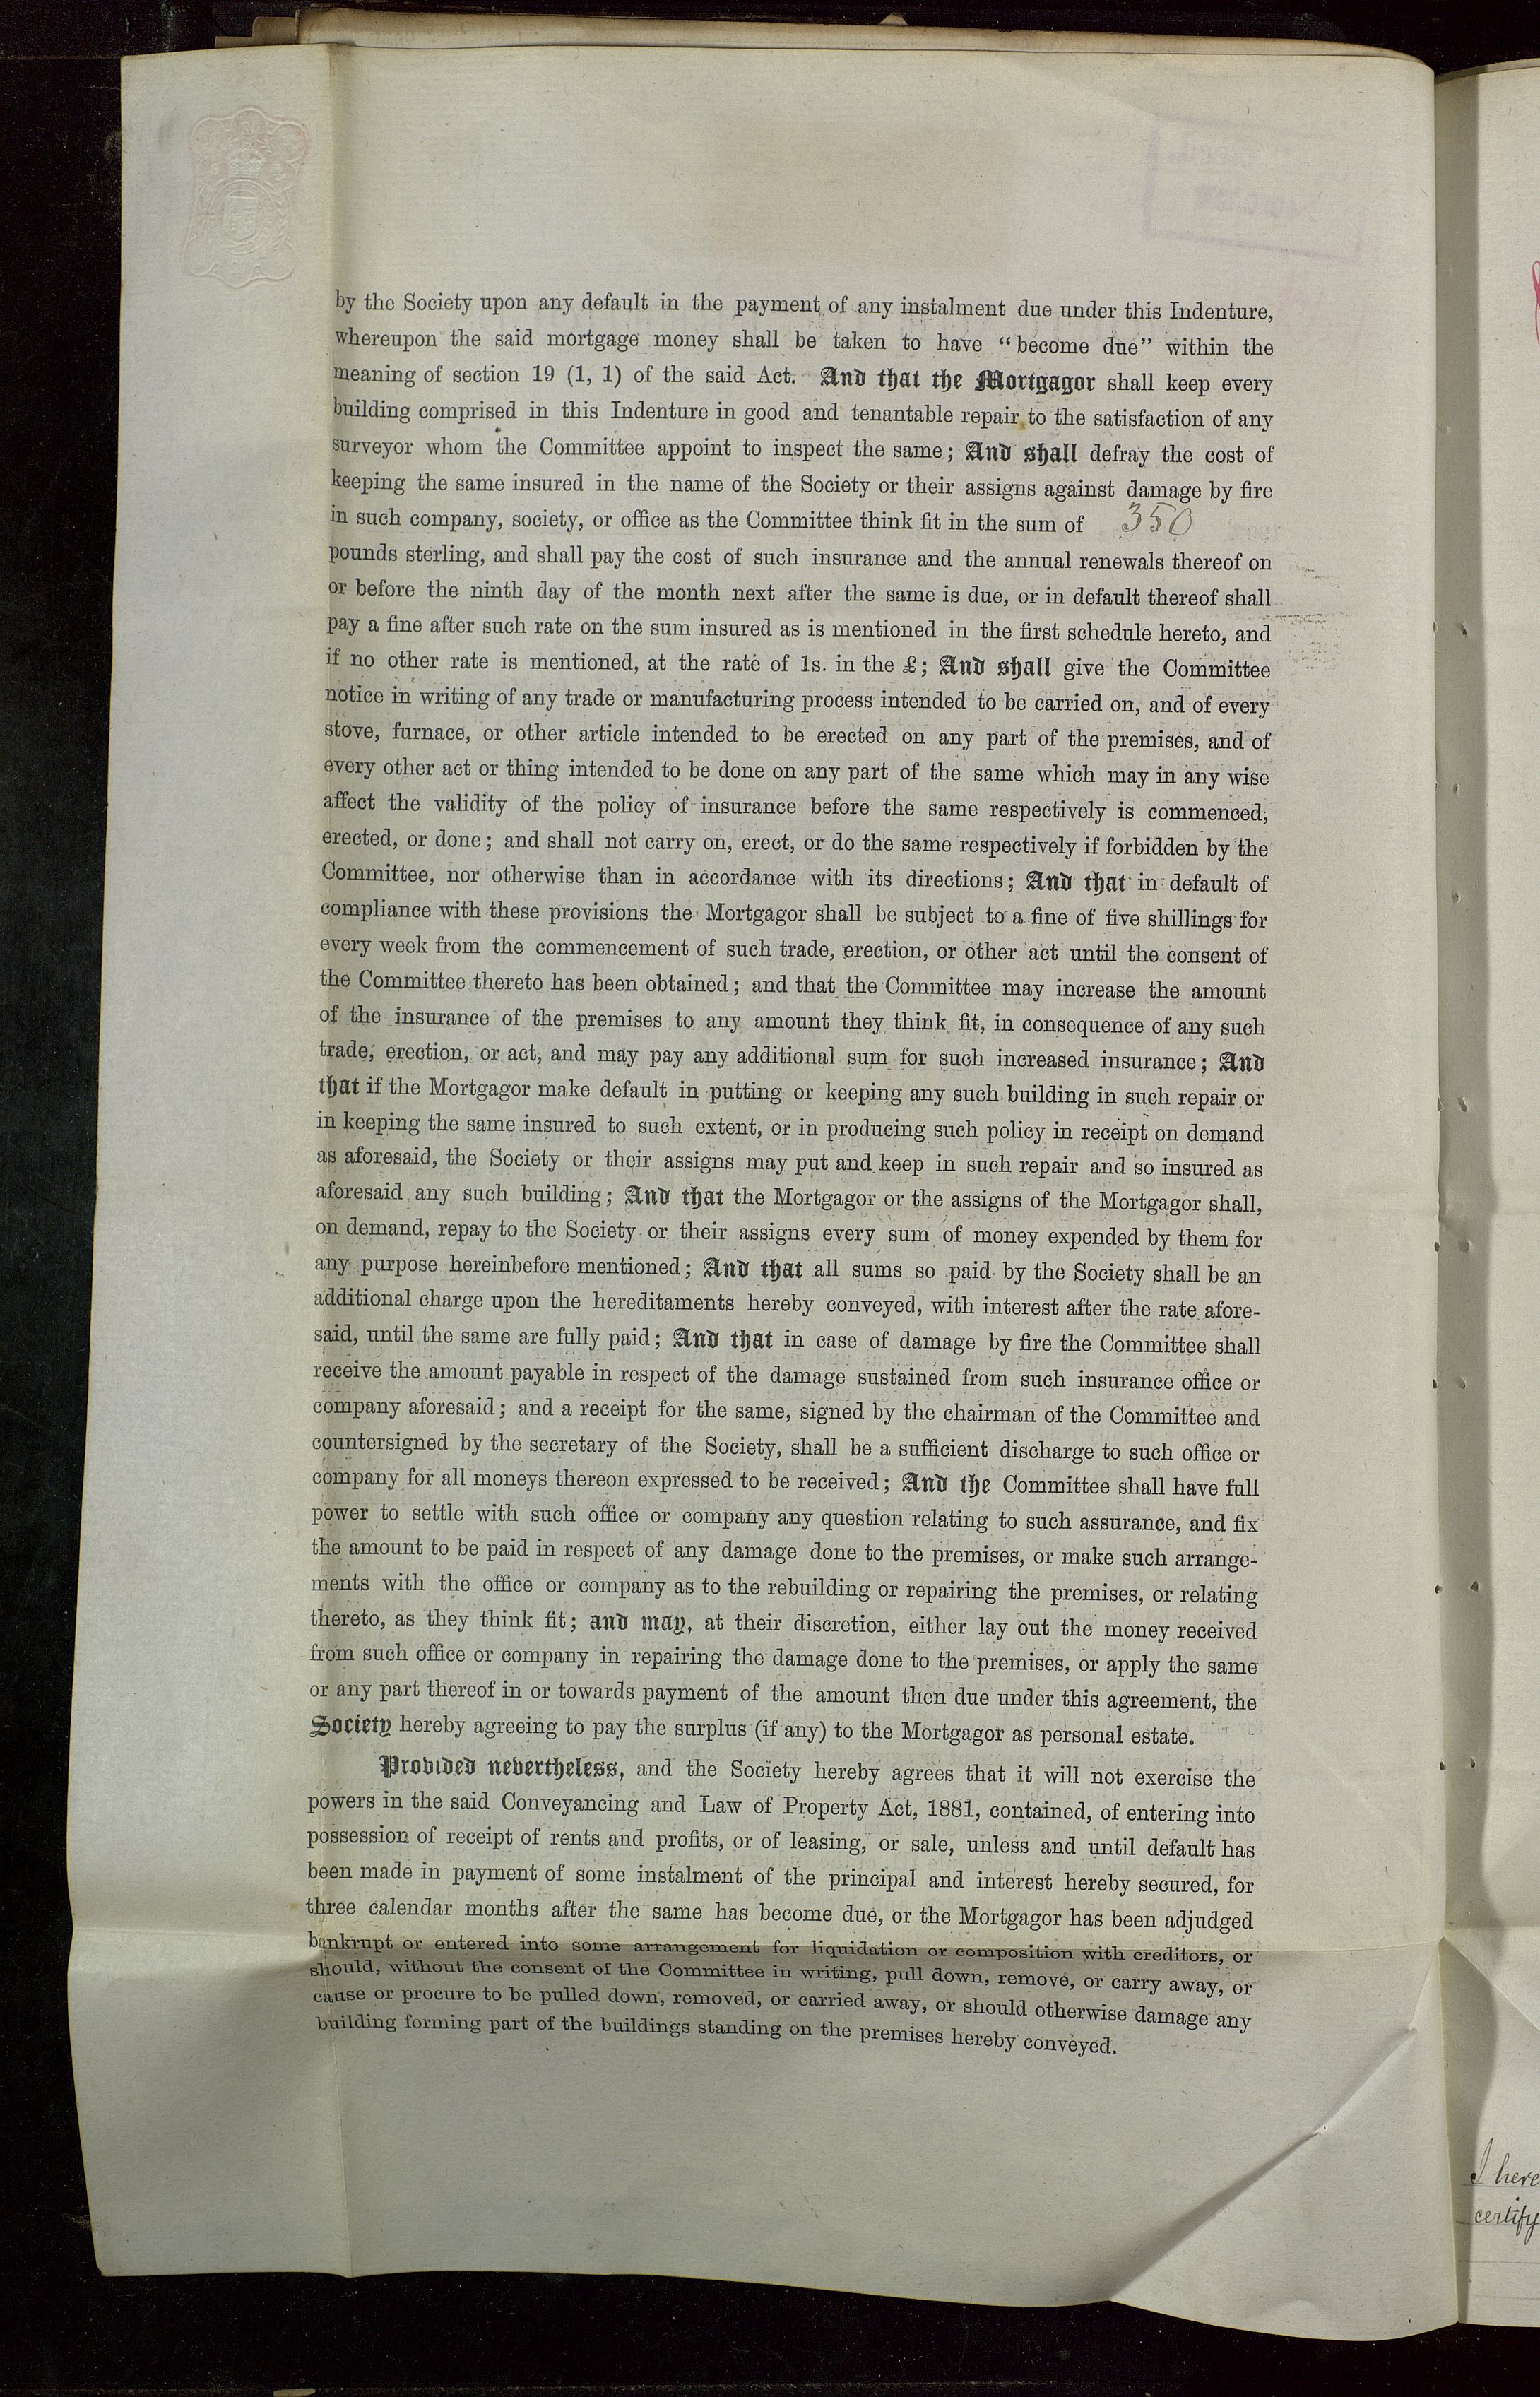 by the Society upon any default in the payment of any instalment due under this Indenture,
whereupon the said mortgage money shall be taken to have “become due” within the
meaning of section 19 (1, 1) of the said Act. And that the Mortgagor shall keep every
building comprised in this Indenture in good and tenantable repair to the satisfaction of any
surveyor whom the Committee appoint to inspect the same; And shall defray the cost of
keeping the same insured in the name of the Society or their assigns against damage by fire
in such company, society, or office as the Committee think fit in the sum of 350
pounds sterling, and shall pay the cost of such insurance and the annual renewals thereof on
or before the ninth day of the month next after the same is due, or in default thereof shall
pay a fine after such rate on the sum insured as is mentioned in the first schedule hereto, and
if no other rate is mentioned, at the rate of 1s. in the £; And shall give the Committee
notice in writing of any trade or manufacturing process intended to be carried on, and of every
stove, furnace, or other article intended to be erected on any part of the premises, and of
every other act or thing intended to be done on any part of the same which may in any wise
affect the validity of the policy of insurance before the same respectively is commenced,
erected, or done; and shall not carry on, erect, or do the same respectively if forbidden by the
Committee, nor otherwise than in accordance with its directions; And that in default of
compliance with these provisions the Mortgagor shall be subject to a fine of five shillings for
every week from the commencement of such trade, erection, or other act until the consent of
the Committee thereto has been obtained; and that the Committee may increase the amount
of the insurance of the premises to any amount they think fit, in consequence of any such
trade, erection, or act, and may pay any additional sum for such increased insurance; And
that if the Mortgagor make default in putting or keeping any such building in such repair or
in keeping the same insured to such extent, or in producing such policy in receipt on demand
as aforesaid, the Society or their assigns may put and keep in such repair and so insured as
aforesaid any such building; And that the Mortgagor or the assigns of the Mortgagor shall,
on demand, repay to the Society or their assigns every sum of money expended by them for
any purpose hereinbefore mentioned; And that all sums so paid by the Society shall be an
additional charge upon the hereditaments hereby conveyed, with interest after the rate afore-
said, until the same are fully paid; And that in case of damage by fire the Committee shall
receive the amount payable in respect of the damage sustained from such insurance office or
company aforesaid; and a receipt for the same, signed by the chairman of the Committee and
countersigned by the secretary of the Society, shall be a sufficient discharge to such office or
company for all moneys thereon expressed to be received; And the Committee shall have full
power to settle with such office or company any question relating to such assurance, and fix
the amount to be paid in respect of any damage done to the premises, or make such arrange-
ments with the office or company as to the rebuilding or repairing the premises, or relating
thereto, as they think fit; and may, at their discretion, either lay out the money received
from such office or company in repairing the damage done to the premises, or apply the same
or any part thereof in or towards payment of the amount then due under this agreement, the
Society hereby agreeing to pay the surplus (if any) to the Mortgagor as personal estate.
Provided nevertheless, and the Society hereby agrees that it will not exercise the
powers in the said Conveyancing and Law of Property Act, 1881, contained, of entering into
possession of receipt of rents and profits, or of leasing, or sale, unless and until default has
been made in payment of some instalment of the principal and interest hereby secured, for
three calendar months after the same has become due, or the Mortgagor has been adjudged
bankrupt or entered into some arrangement for liquidation or composition with creditors, or
should, without the consent of the Committee in writing, pull down, remove, or carry away, or
cause or procure to be pulled down, removed, or carried away, or should otherwise damage any
building forming part of the buildings standing on the premises hereby conveyed.
I here
certify